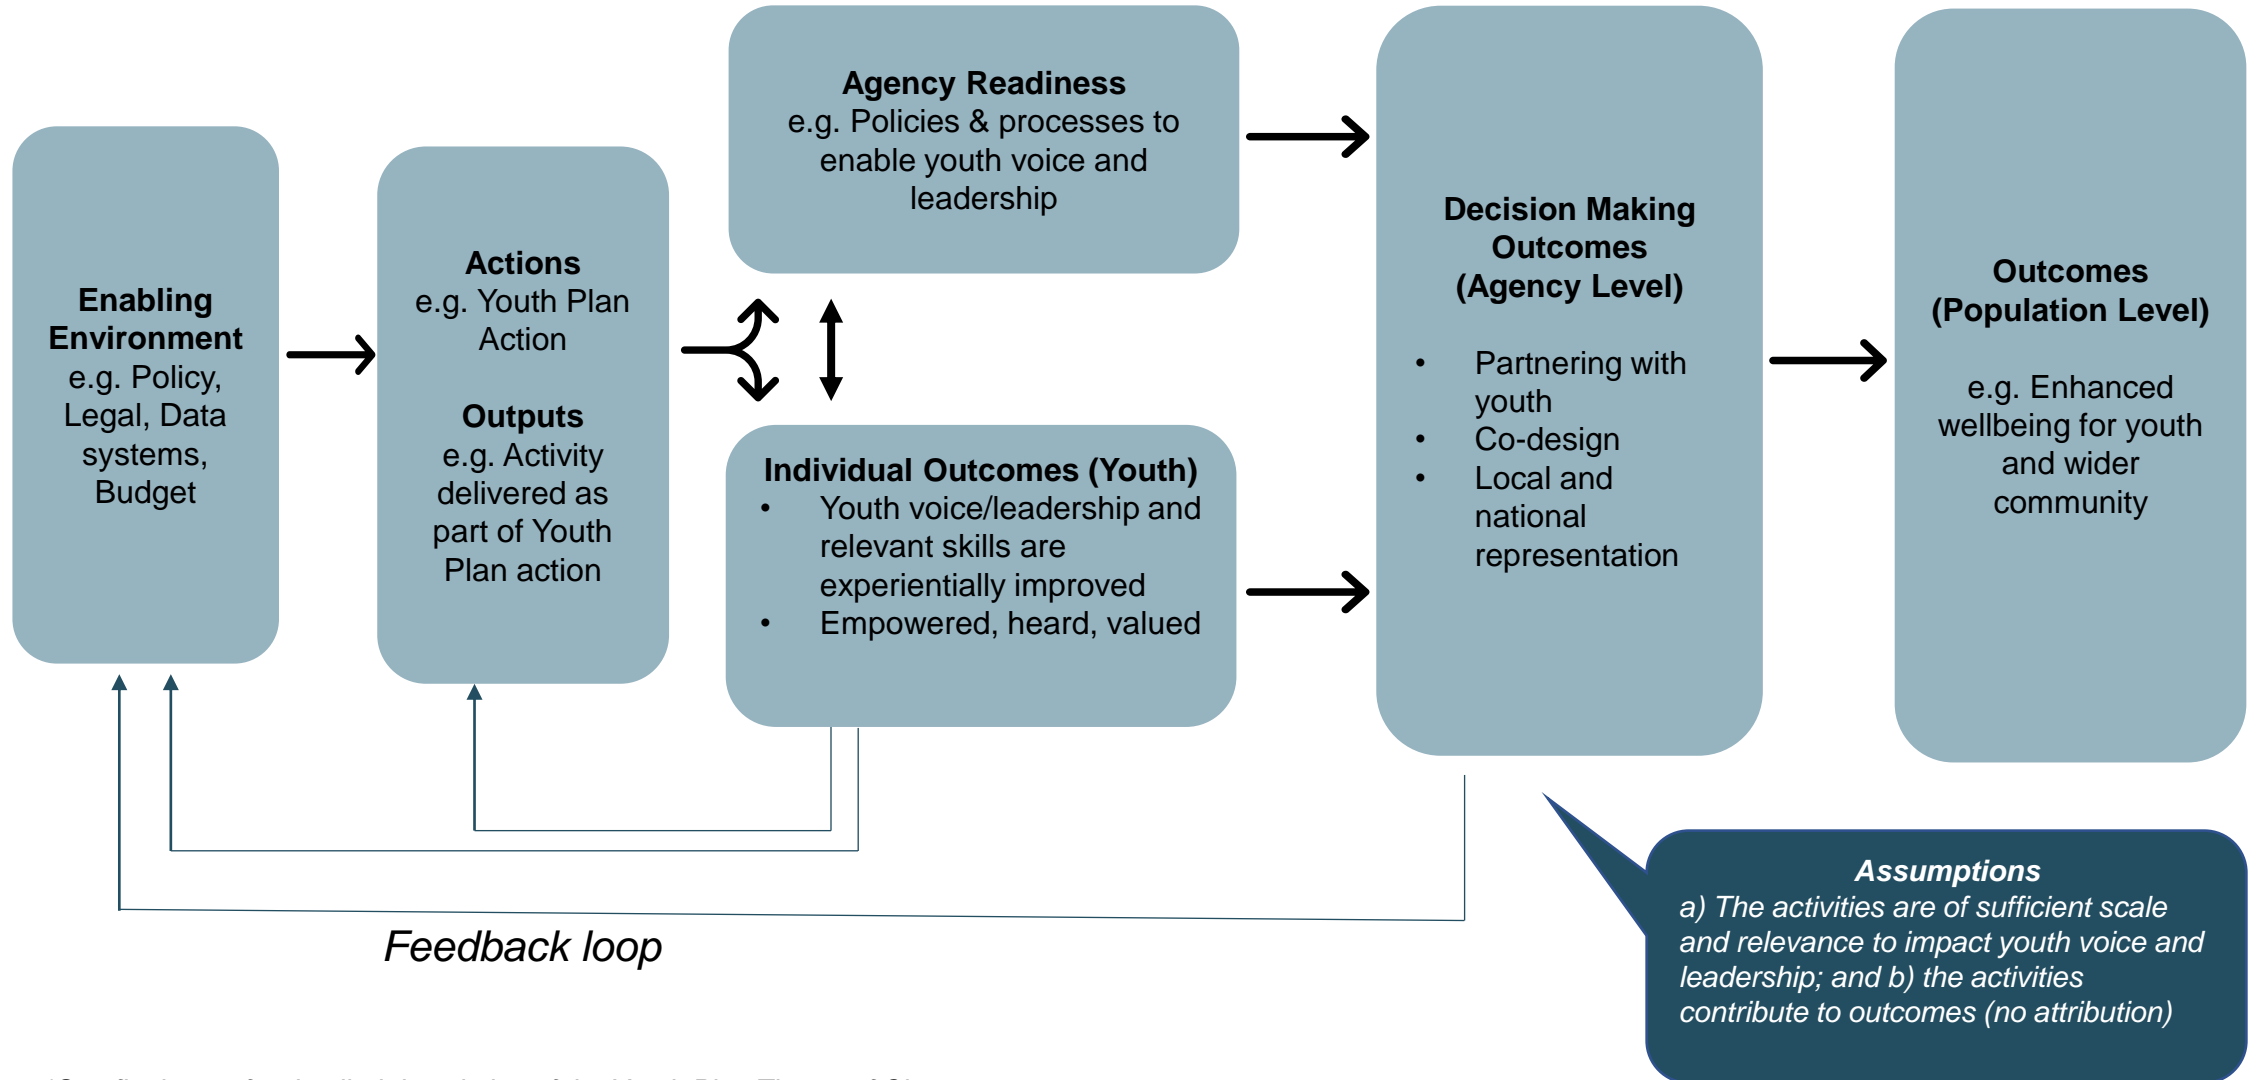 Enabling
Environment
e.g. Policy,
Legal, Data
systems,
Budget
Actions
e.g. Youth Plan
Action
Outputs
e.g. Activity
delivered as
part of Youth
Plan action
Agency Readiness
e.g. Policies & processes to
enable youth voice and
leadership
Individual Outcomes (Youth)
• Youth voice/leadership and
relevant skills are
experientially improved
• Empowered, heard, valued
Decision Making
Outcomes
(Agency Level)
• Partnering with
youth
• Co-design
• Local and
national
representation
Outcomes
(Population Level)
e.g. Enhanced
wellbeing for youth
and wider
community
Feedback loop
Assumptions
a) The activities are of sufficient scale
and relevance to impact youth voice and
leadership; and b) the activities
contribute to outcomes (no attribution)